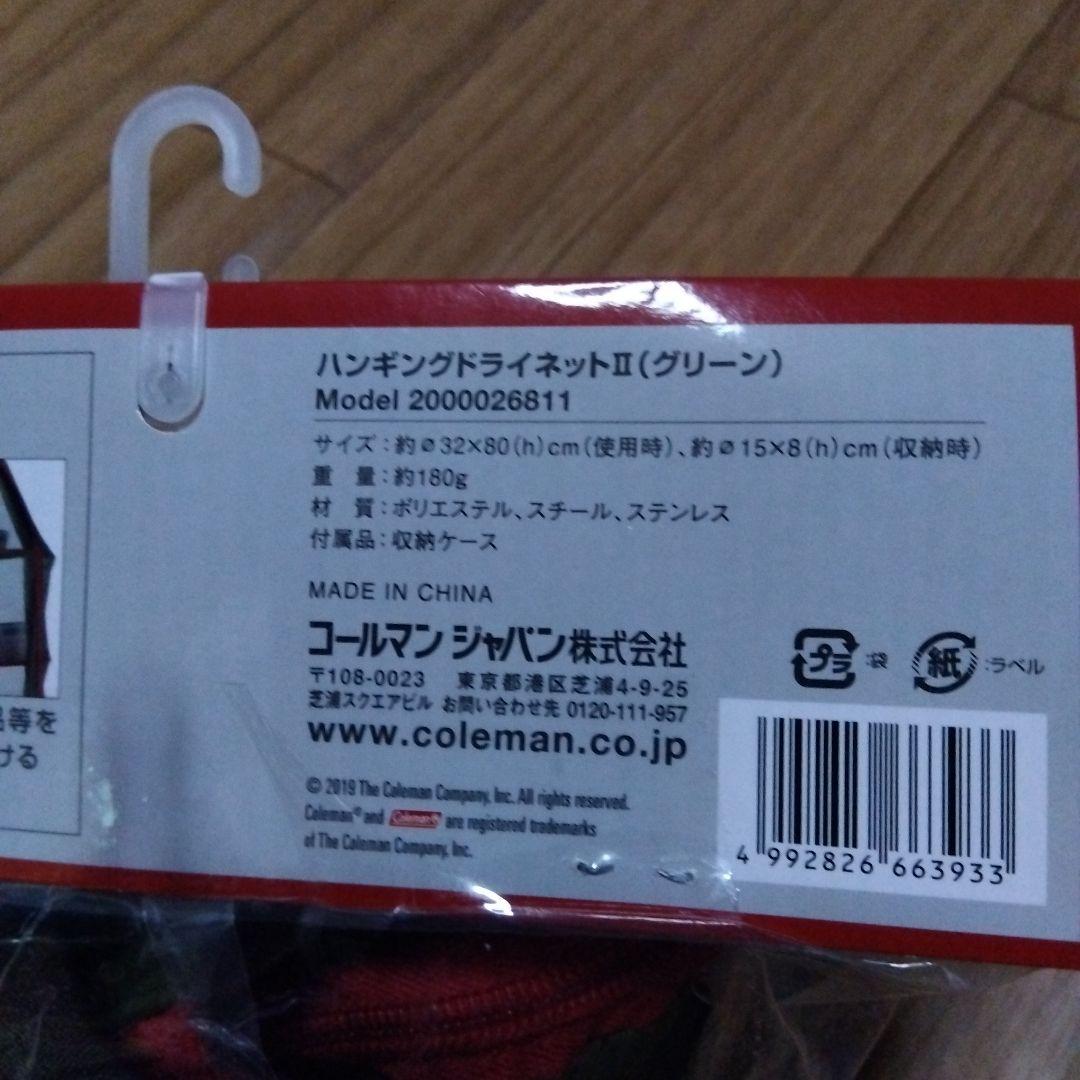 ハンギングドライネットⅡ(グリーン)
Model 2000026811
サイズ:約φ32×80(h)cm(使用時)、約φ15×8(h)cm(収納時)
重　量:約180g
材　質:ポリエステル、スチール、ステンレス
付属品:収納ケース
MADE IN CHINA
コールマン ジャパン株式会社
〒108-0023　東京都港区芝浦4-9-25
芝浦スクエアビル お問い合わせ先 0120-111-957
www.coleman.co.jp
© 2019 The Coleman Company, Inc. All rights reserved.
Coleman® and Coleman® are registered trademarks
of The Coleman Company, Inc.
プラ :袋 紙 :ラベル
4 992826 663933
等を
ける